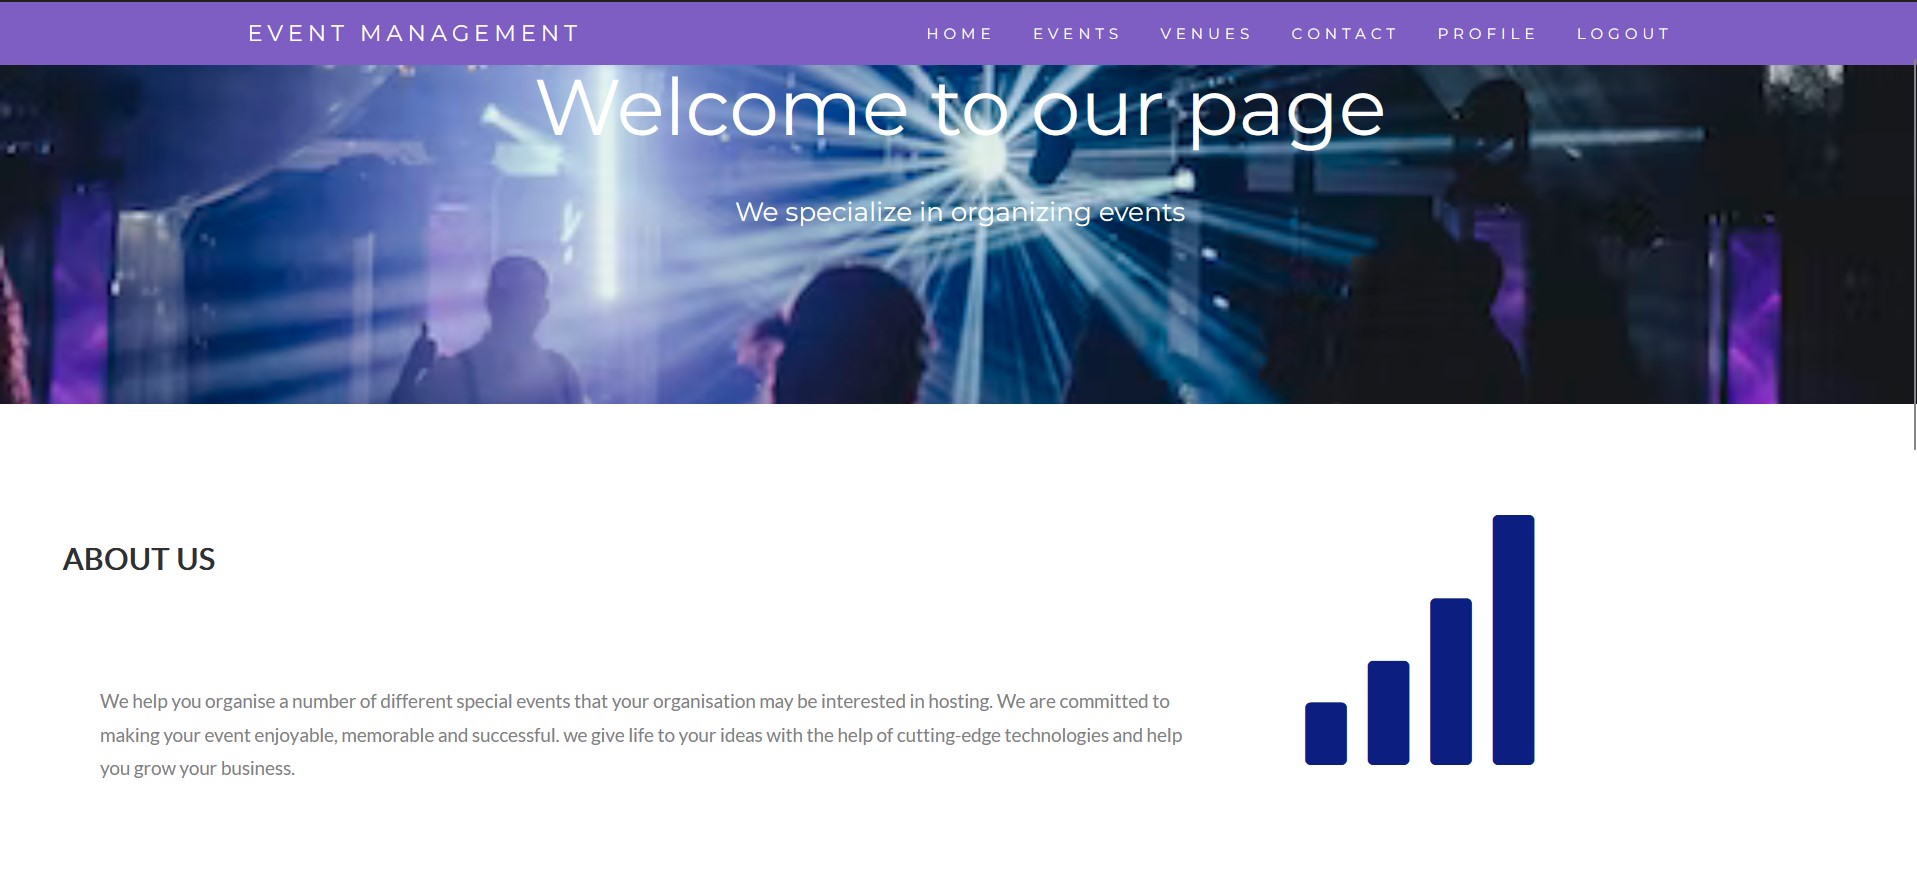 EVENT MANAGEMENT
HOME EVENTS VENUES CONTACT PROFILE LOGOUT
Welcome to our page
We specialize in organizing events
ABOUT US
We help you organise a number of different special events that your organisation may be interested in hosting. We are committed to
making your event enjoyable, memorable and successful. we give life to your ideas with the help of cutting-edge technologies and help
you grow your business.